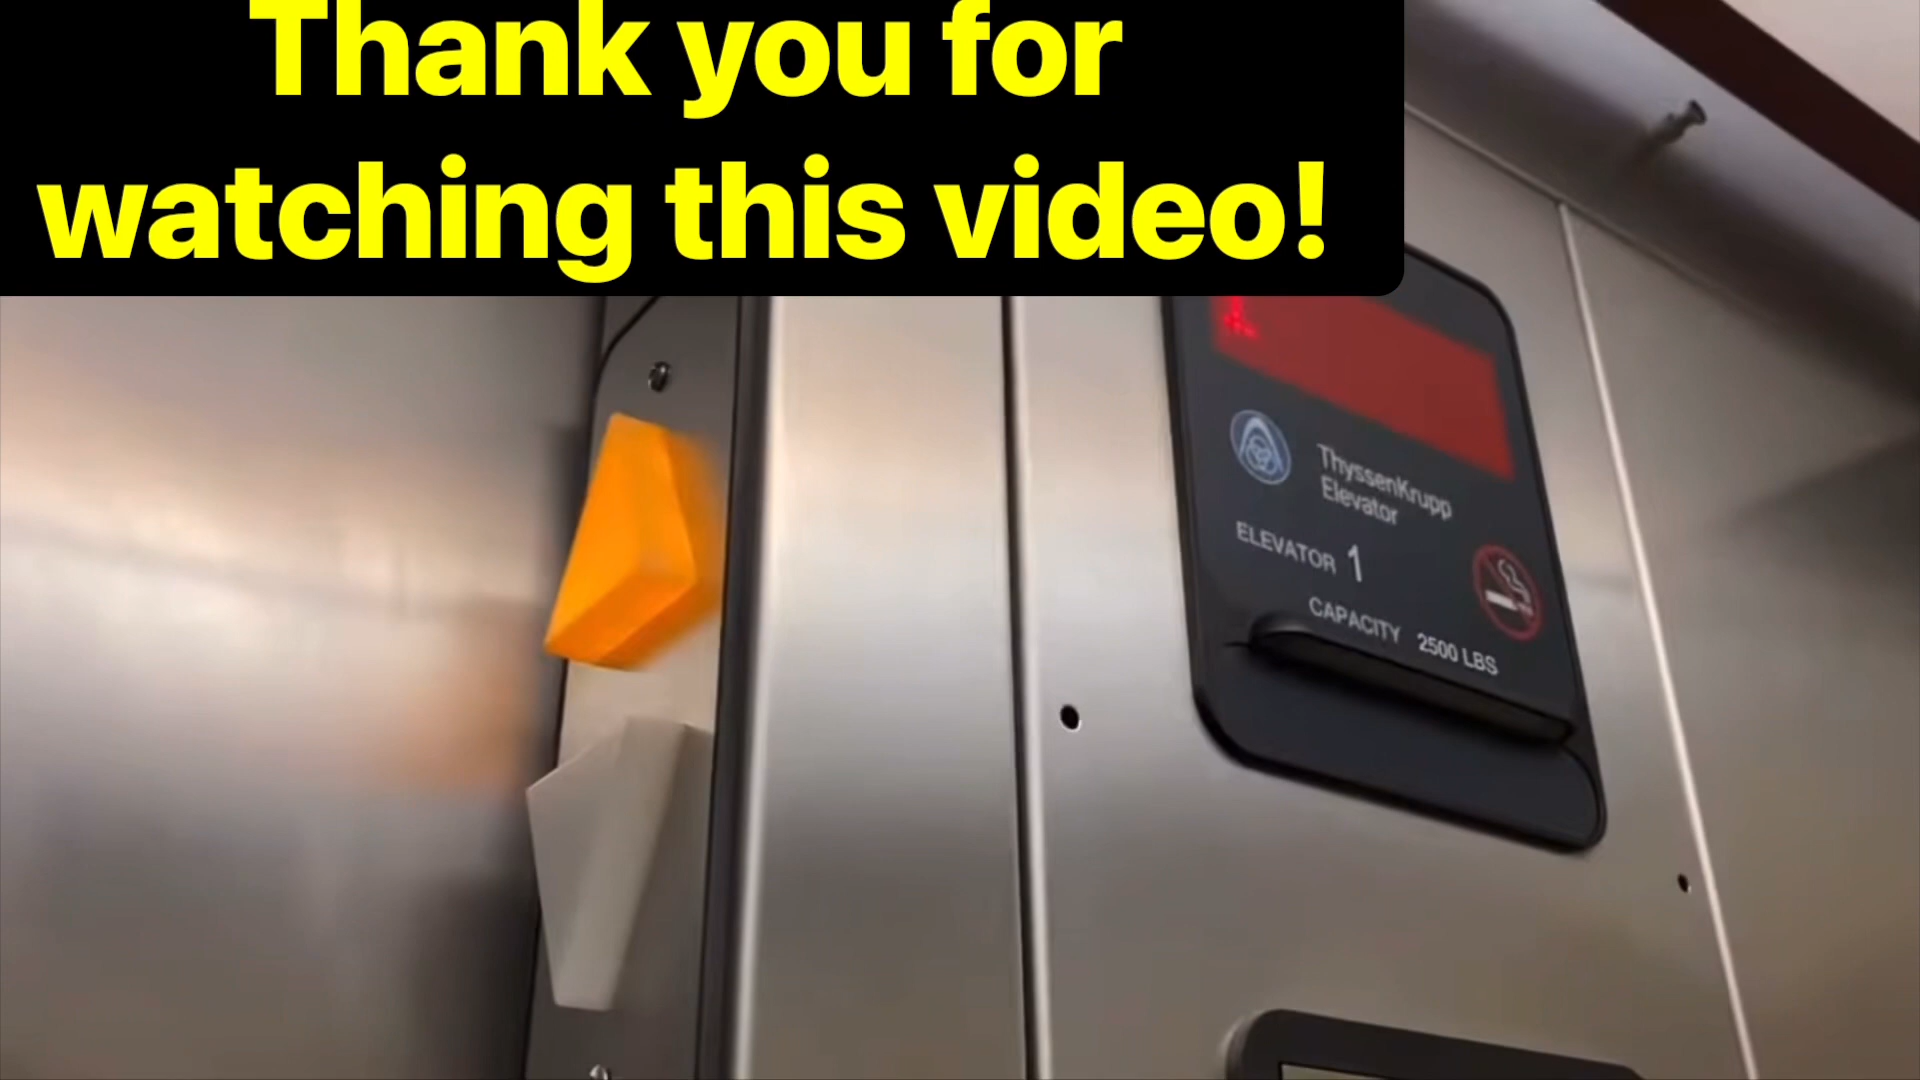 Thank you for
watching this video!
ThyssenKrupp
Elevator
ELEVATOR 1
CAPACITY 2500 LBS